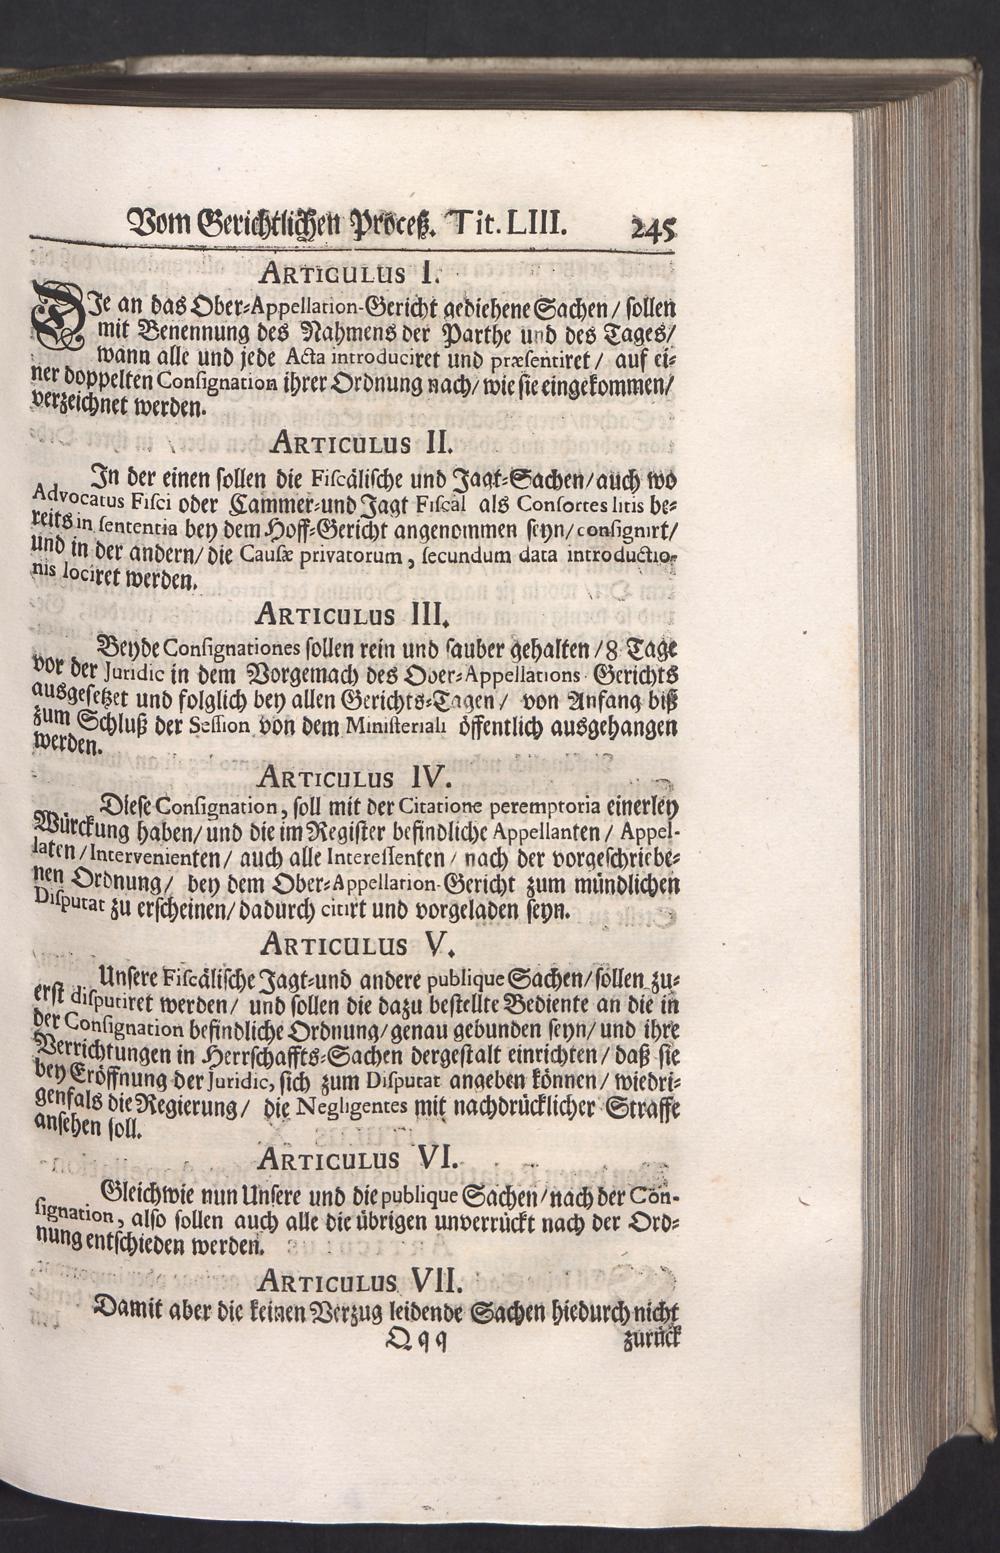 Vom Gerichtlichen Proceß. Tit. LIII. 245
ARTICULUS I.
DJe an das Ober-Appellation-Gericht gediehene Sachen / sollen
mit Benennung des Nahmens der Parthe und des Tages/
wann alle und jede Acta introduciret und præsentiret / auf ei-
ner doppelten Consignation ihrer Ordnung nach/ wie sie eingekommen/
verzeichnet werden.
ARTICULUS II.
Jn der einen sollen die Fiscälische und Jagt-Sachen/ auch wo
Advocatus Fisci oder Cammer-und Jagt Fiscal als Consortes litis be-
reits in sententia bey dem Hoff-Gericht angenommen seyn/ consignirt/
und in der andern/ die Causæ privatorum, secundum data introductio-
nis lociret werden.
ARTICULUS III.
Beyde Consignationes sollen rein und sauber gehalten / 8 Tage
vor der Juridic in dem Vorgemach des Ober-Appellations-Gerichts
ausgesetzet und folglich bey allen Gerichts-Tagen / von Anfang biß
zum Schluß der Session von dem Ministeriali öffentlich ausgehangen
werden.
ARTICULUS IV.
Diese Consignation, soll mit der Citatione peremptoria einerley
Würckung haben/ und die im Register befindliche Appellanten / Appel-
laten / Intervenienten / auch alle Interessenten / nach der vorgeschriebe-
nen Ordnung / bey dem Ober-Appellation-Gericht zum mündlichen
Disputat zu erscheinen/ dadurch citirt und vorgeladen seyn.
ARTICULUS V.
Unsere Fiscälische Jagt-und andere publique Sachen/ sollen zu-
erst disputiret werden / und sollen die dazu bestellte Bediente an die in
der Consignation befindliche Ordnung/ genau gebunden seyn/ und ihre
Verrichtungen in Herrschaffts-Sachen dergestalt einrichten / daß sie
bey Eröffnung der Juridic, sich zum Disputat angeben können / wiedri-
genfals die Regierung / die Negligentes mit nachdrücklicher Straffe
ansehen soll.
ARTICULUS VI.
Gleichwie nun Unsere und die publique Sachen / nach der Con-
signation, also sollen auch alle die übrigen unverrückt nach der Ord-
nung entschieden werden.
ARTICULUS VII.
Damit aber die keinen Verzug leidende Sachen hiedurch nicht
Qqq zurück